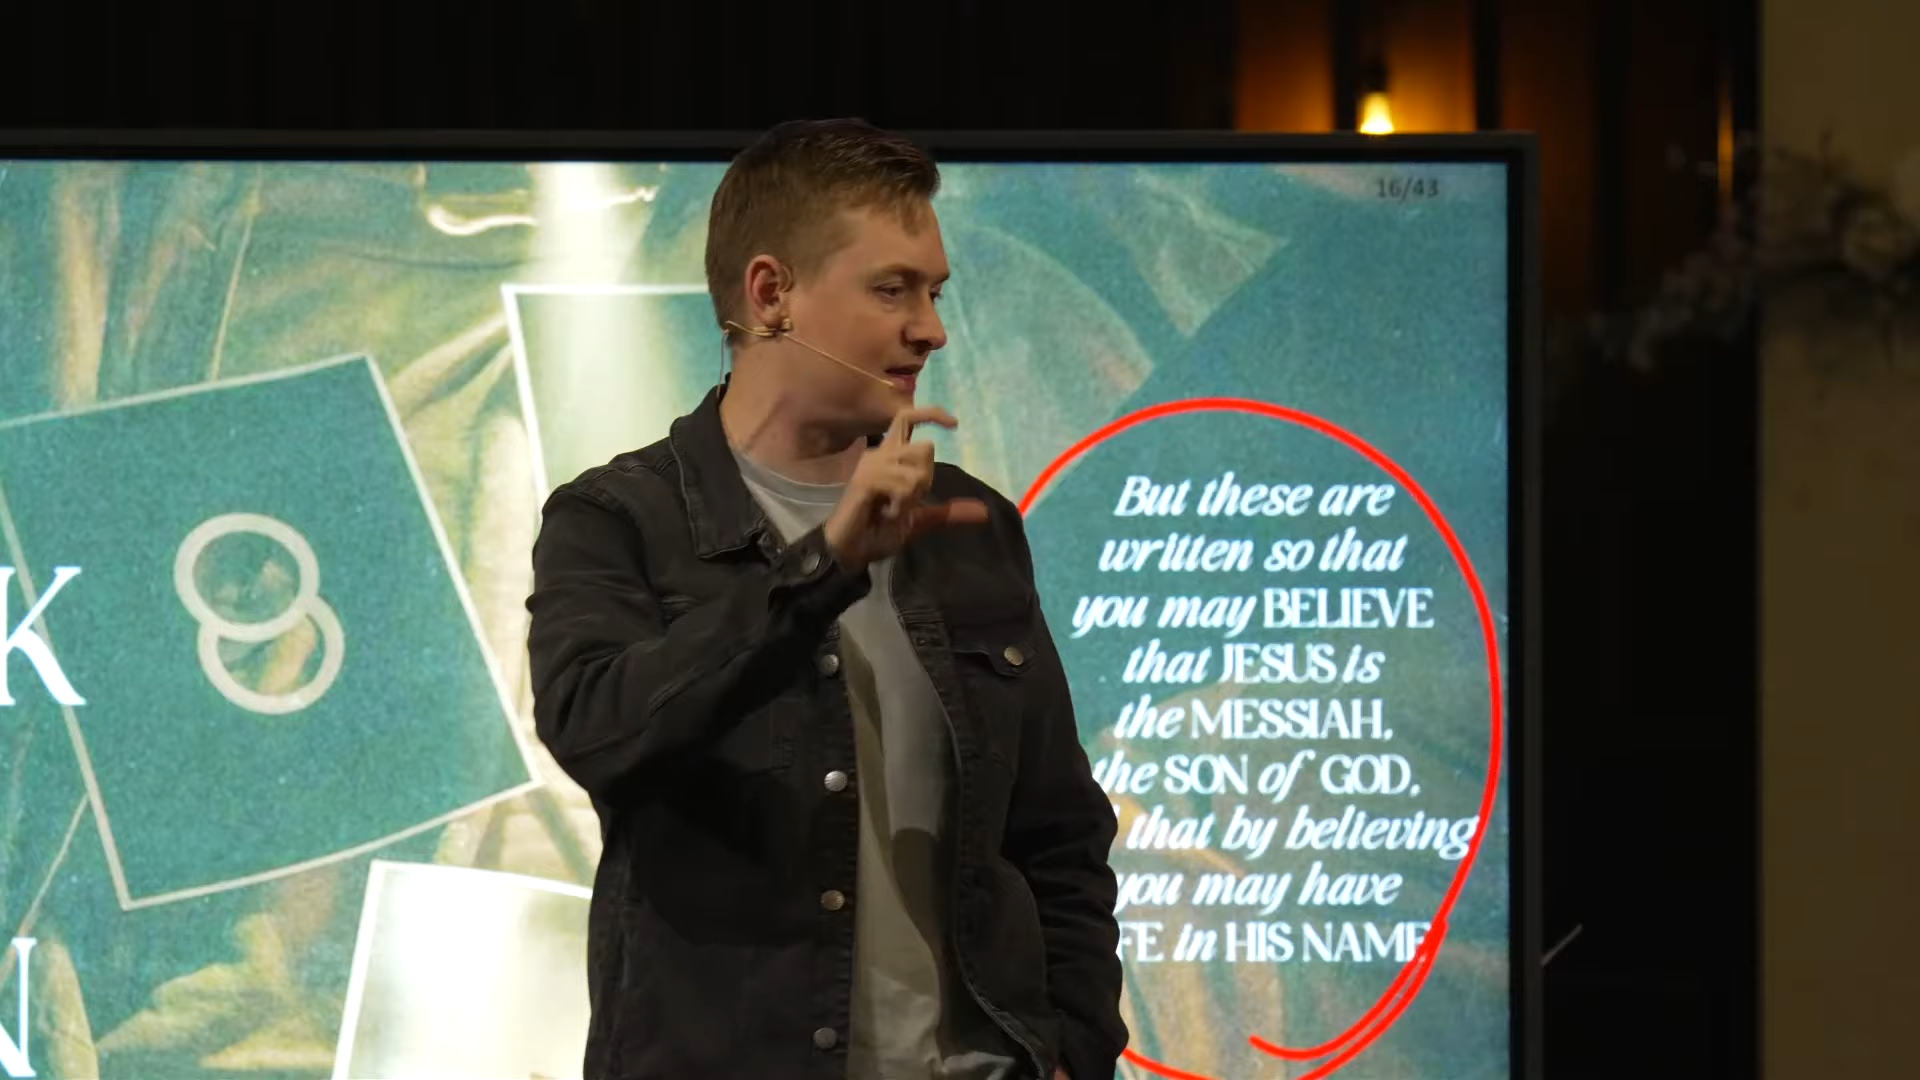 16/43
K
N
But these are
written so that
you may BELIEVE
that JESUS is
the MESSIAH,
the SON of GOD,
that by believing
you may have
FE in HIS NAME